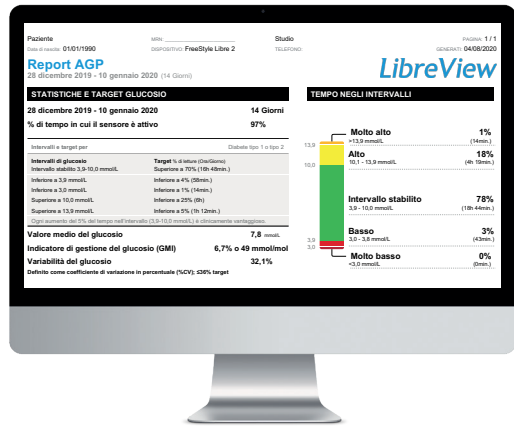 Paziente MRN. Studio PAGINA: 1 / 1
Data di nascita: 01/01/1990 DISPOSITIVO: FreeStyle Libre 2 TELEFONO: GENERATI: 04/08/2020
Report AGP
28 dicembre 2019 - 10 gennaio 2020 (14 Giorni)
LibreView
STATISTICHE E TARGET GLUCOSIO
28 dicembre 2019 - 10 gennaio 2020 14 Giorni
% di tempo in cui il sensore è attivo 97%
Intervalli e target per Diabete tipo 1 o tipo 2
Intervalli di glucosio Target % di letture (Ora/Giorno)
Intervallo stabilito 3,9-10,0 mmol/L Superiore a 70% (16h 48min.)
Inferiore a 3,9 mmol/L Inferiore a 4% (58min.)
Inferiore a 3,0 mmol/L Inferiore a 1% (14min.)
Superiore a 10,0 mmol/L Inferiore a 25% (6h)
Superiore a 13,9 mmol/L Inferiore a 5% (1h 12min.)
Ogni aumento del 5% del tempo nell'intervallo (3,9-10,0 mmol/L) è clinicamente vantaggioso.
Valore medio del glucosio 7,8 mmol/L
Indicatore di gestione del glucosio (GMI) 6,7% o 49 mmol/mol
Variabilità del glucosio 32,1%
Definito come coefficiente di variazione in percentuale (%CV); ≤36% target
TEMPO NEGLI INTERVALLI
Molto alto 1%
>13,9 mmol/L (14min.)
13,9
Alto 18%
10,1 - 13,9 mmol/L (4h 19min.)
10,0
Intervallo stabilito 78%
3,9 - 10,0 mmol/L (18h 44min.)
Basso 3%
3,0 - 3,8 mmol/L (43min.)
3,9
3,0
Molto basso 0%
<3,0 mmol/L (0min.)